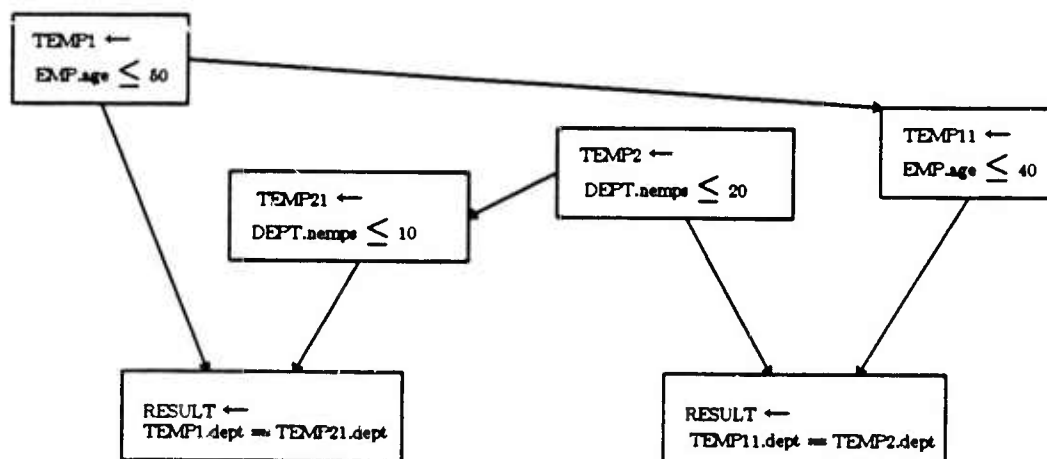 TEMP1 ←
EMP.age ≤ 50
TEMP11 ←
EMP.age ≤ 40
TEMP2 ←
DEPT.nemps ≤ 20
TEMP21 ←
DEPT.nemps ≤ 10
RESULT ←
TEMP1.dept == TEMP21.dept
RESULT ←
TEMP11.dept == TEMP2.dept